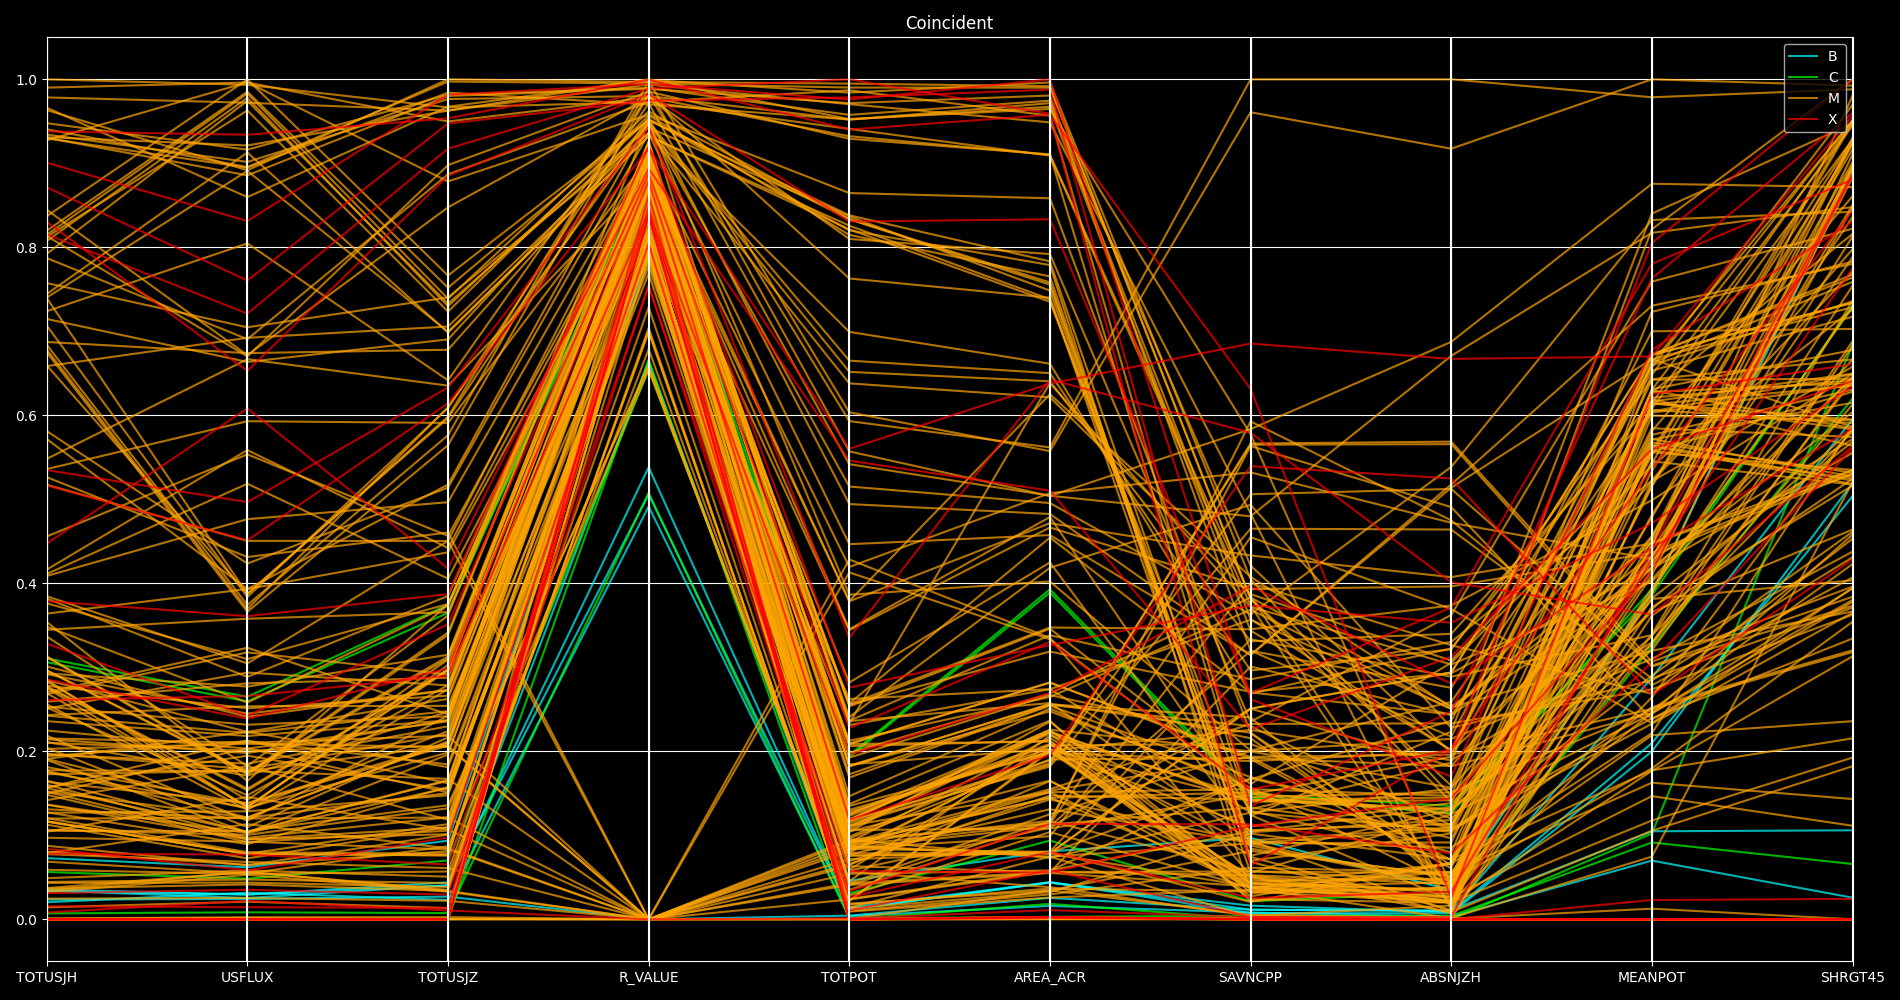 Coincident
B
C
M
X
1.0
0.8
0.6
0.4
0.2
0.0
TOTUSJH USFLUX TOTUSJZ R_VALUE TOTPOT AREA_ACR SAVNCPP ABSNJZH MEANPOT SHRGT45